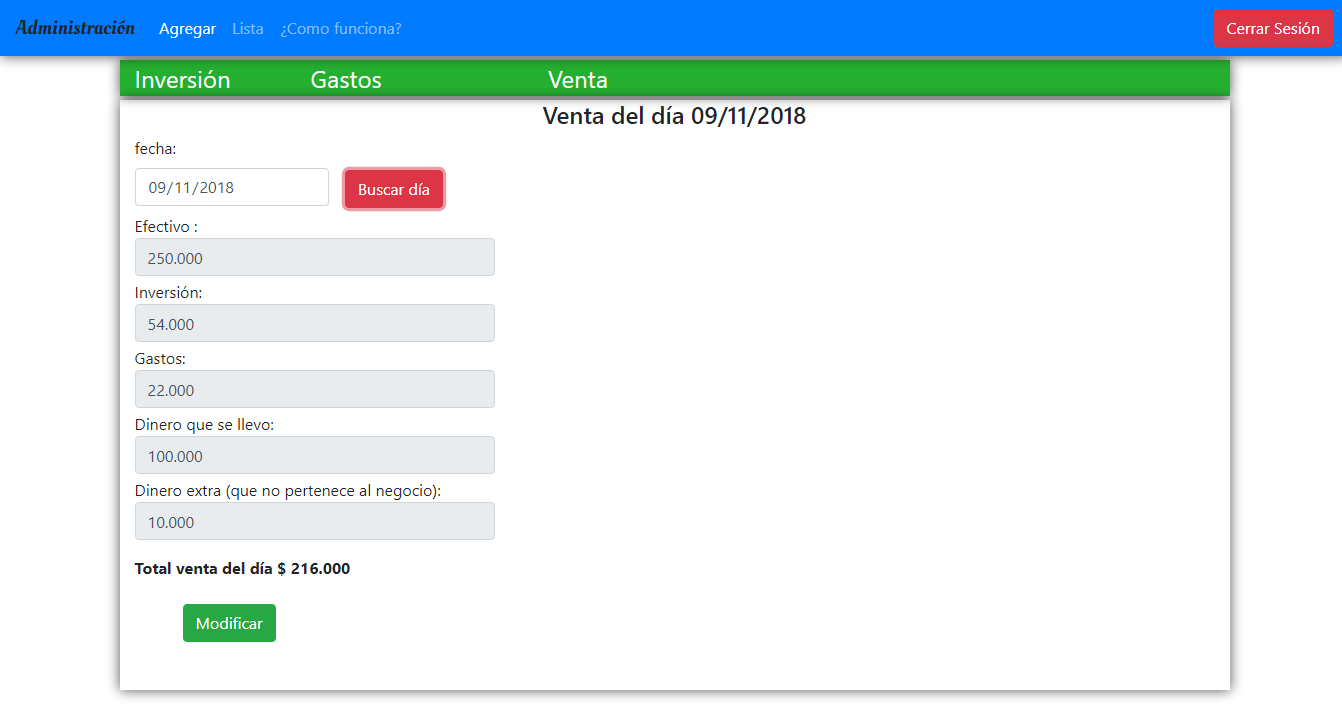 Administración Agregar Lista ¿Como funciona? Cerrar Sesión
Inversión Gastos Venta
Venta del día 09/11/2018
fecha:
09/11/2018 Buscar día
Efectivo :
250.000
Inversión:
54.000
Gastos:
22.000
Dinero que se llevo:
100.000
Dinero extra (que no pertenece al negocio):
10.000
Total venta del día $ 216.000
Modificar